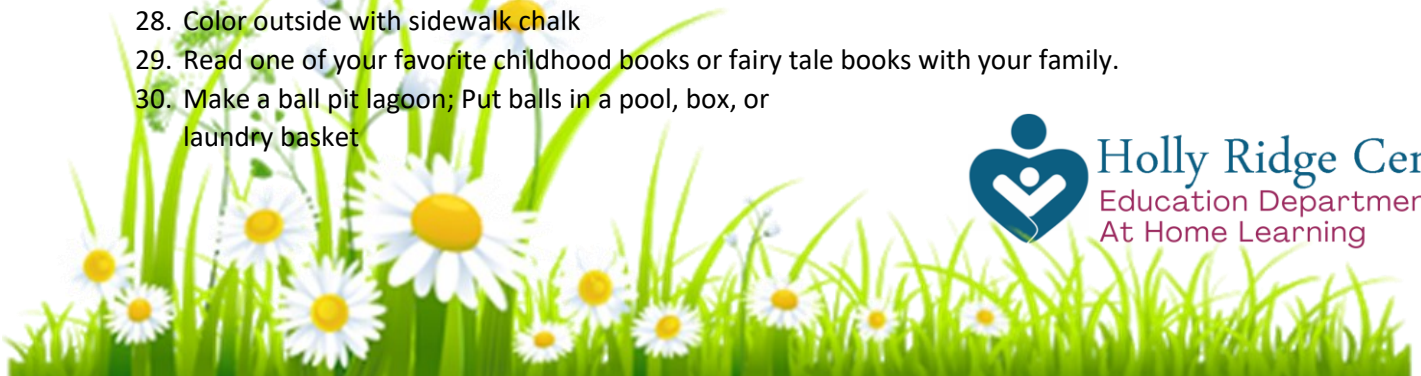 28. Color outside with sidewalk chalk
29. Read one of your favorite childhood books or fairy tale books with your family.
30. Make a ball pit lagoon; Put balls in a pool, box, or
laundry basket
Holly Ridge Cer
Education Departmer
At Home Learning